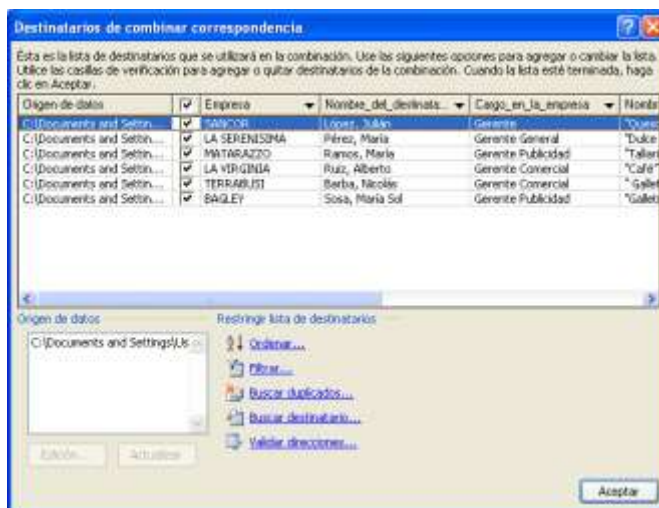 Destinatarios de combinar correspondencia
Ésta es la lista de destinatarios que se utilizará en la combinación. Use las siguientes opciones para agregar o cambiar la lista.
Utilice las casillas de verificación para agregar o quitar destinatarios de la combinación. Cuando la lista esté terminada, haga
clic en Aceptar.
Origen de datos Empresa Nombre_del_destinata... Cargo_en_la_empresa Nombr
C:\Documents and Settin.... SANCOR López, Julián Gerente "Queso
C:\Documents and Settin.... LA SERENISIMA Pérez, María Gerente General "Dulce
C:\Documents and Settin.... MATARAZZO Ramos, María Gerente Publicidad "Tallar
C:\Documents and Settin.... LA VIRGINIA Ruiz, Alberto Gerente Comercial "Café"
C:\Documents and Settin.... TERRABUSI Barba, Nicolás Gerente Comercial " Gallet
C:\Documents and Settin.... BAGLEY Sosa, María Sol Gerente Publicidad "Gallet
Origen de datos Restringir lista de destinatarios
C:\Documents and Settings\Us
Ordenar...
Filtrar...
Buscar duplicados...
Buscar destinatario...
Validar direcciones...
Edición... Actualizar
Aceptar